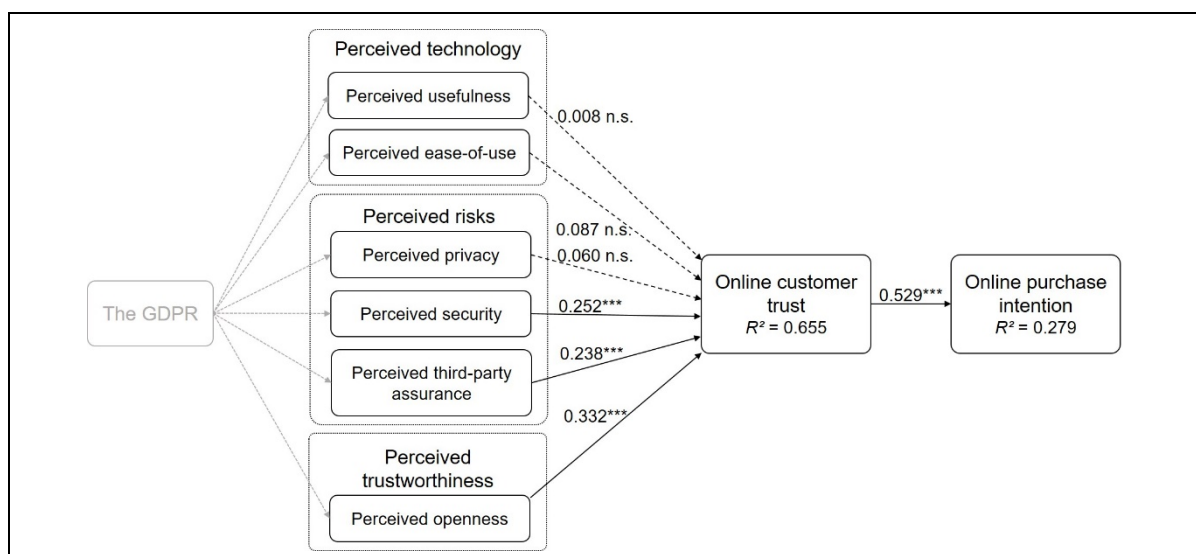 Perceived technology
Perceived usefulness
0.008 n.s.
Perceived ease-of-use
Perceived risks
0.087 n.s.
Perceived privacy
0.060 n.s.
The GDPR
Perceived security
0.252***
Perceived third-party
assurance
0.238***
Perceived
trustworthiness
0.332***
Perceived openness
Online customer
trust
R² = 0.655
0.529***
Online purchase
intention
R² = 0.279